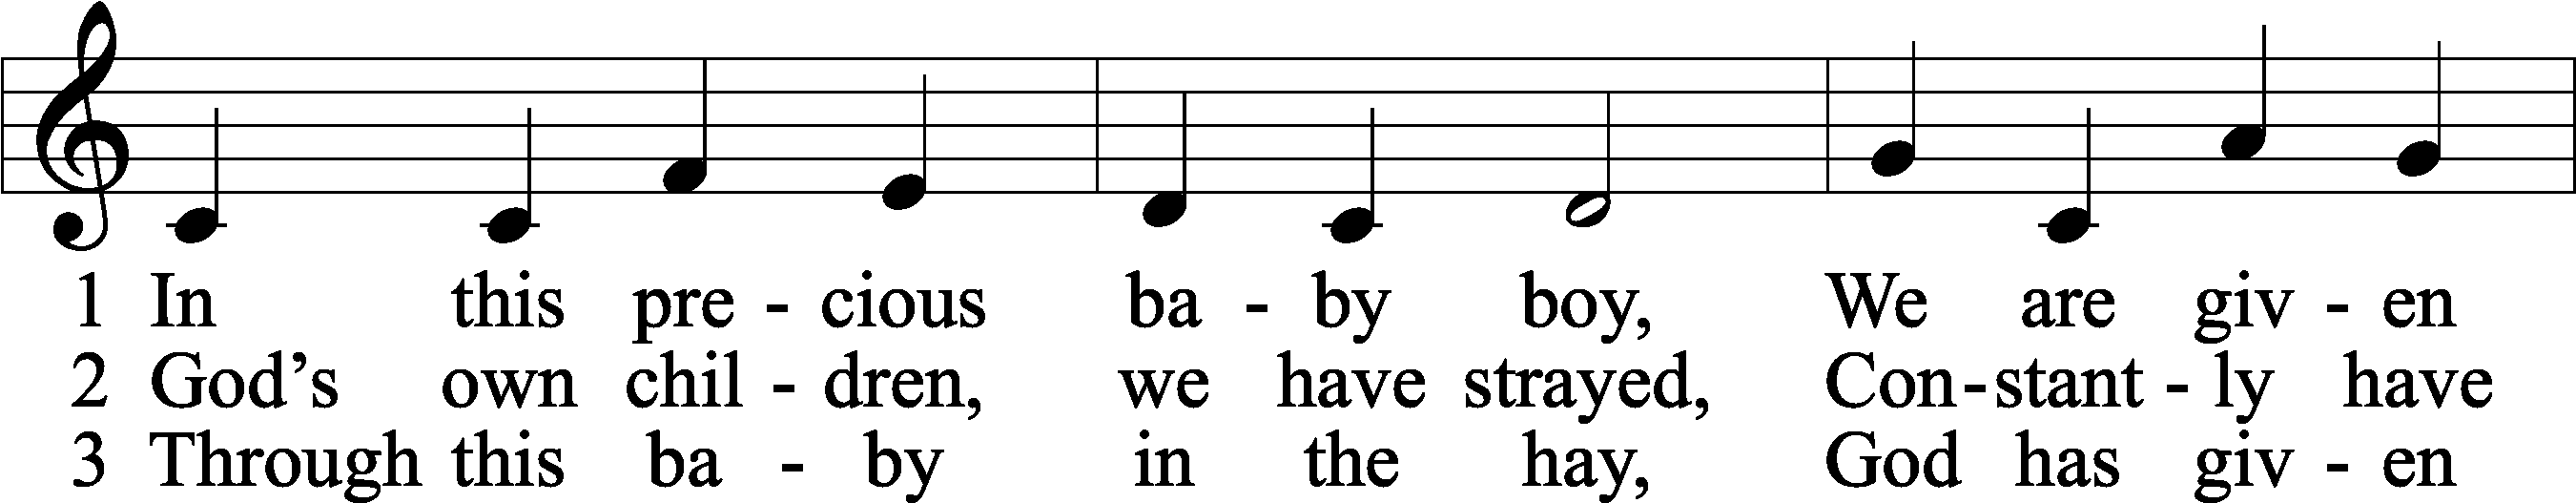 1 In this pre - cious ba - by boy, We are giv - en
2 God’s own chil - dren, we have strayed, Con - stant - ly have
3 Through this ba - by in the hay, God has giv - en